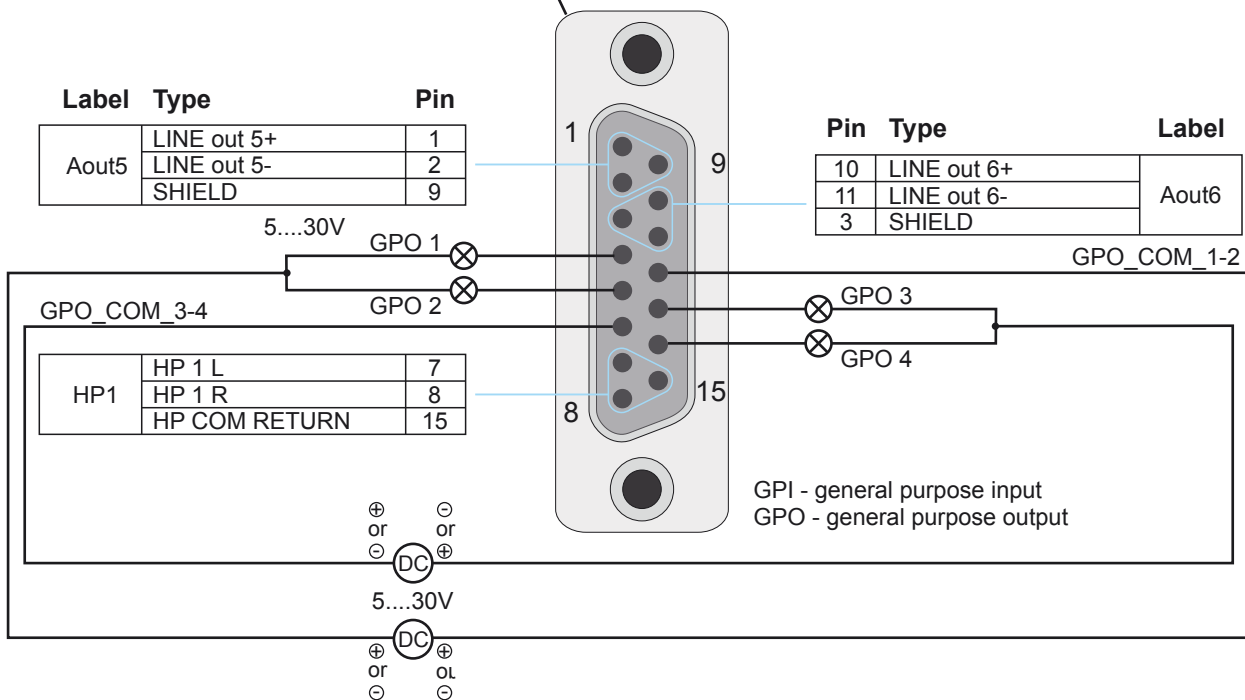 Label Type Pin
Aout5
LINE out 5+ 1
LINE out 5- 2
SHIELD 9
1
9
Pin Type Label
10 LINE out 6+
11 LINE out 6-
3 SHIELD
Aout6
5....30V
GPO 1
GPO 2
GPO_COM_1-2
GPO_COM_3-4
GPO 3
GPO 4
HP1
HP 1 L 7
HP 1 R 8
HP COM RETURN 15
8
15
GPI - general purpose input
GPO - general purpose output
⊕ ⊖
or or
⊖ ⊕
DC
5....30V
DC
⊕ ⊕
or or
⊖ ⊖